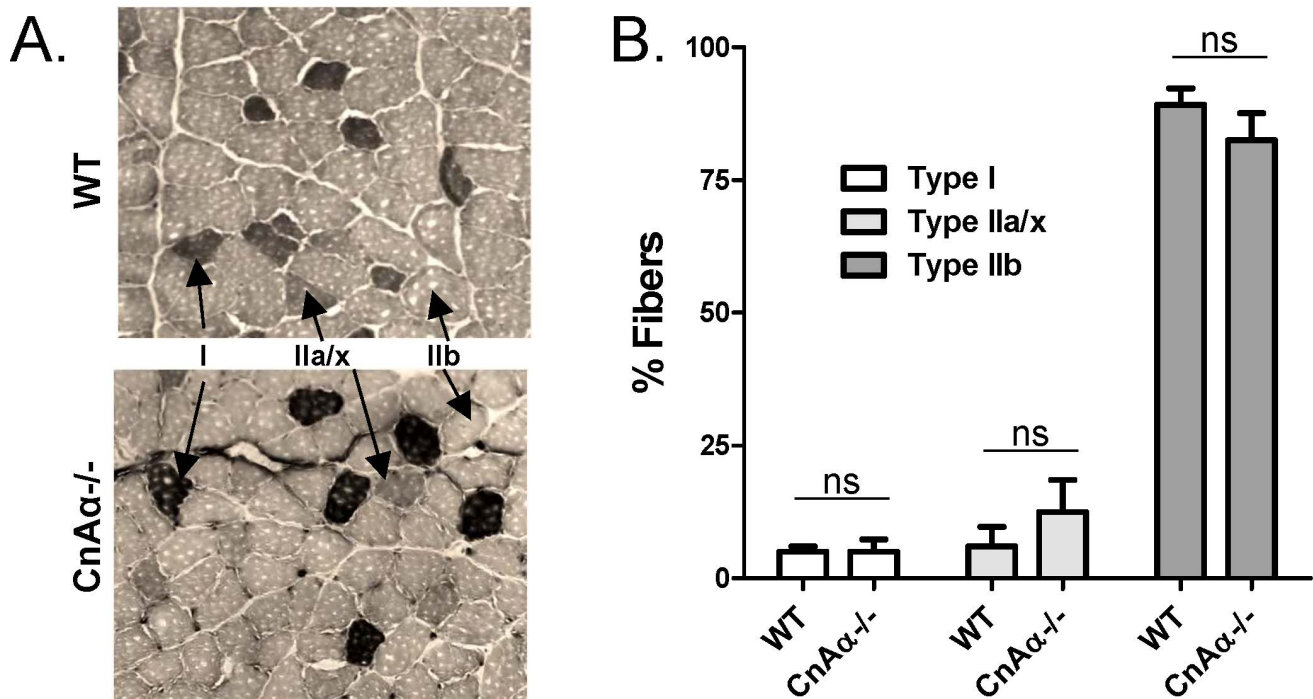 A.
WT
I
IIa/x
IIb
CnAα-/-
B.
% Fibers
100
75
50
25
0
Type I
Type IIa/x
Type IIb
ns
ns
ns
WT
CnAα-/-
WT
CnAα-/-
WT
CnAα-/-